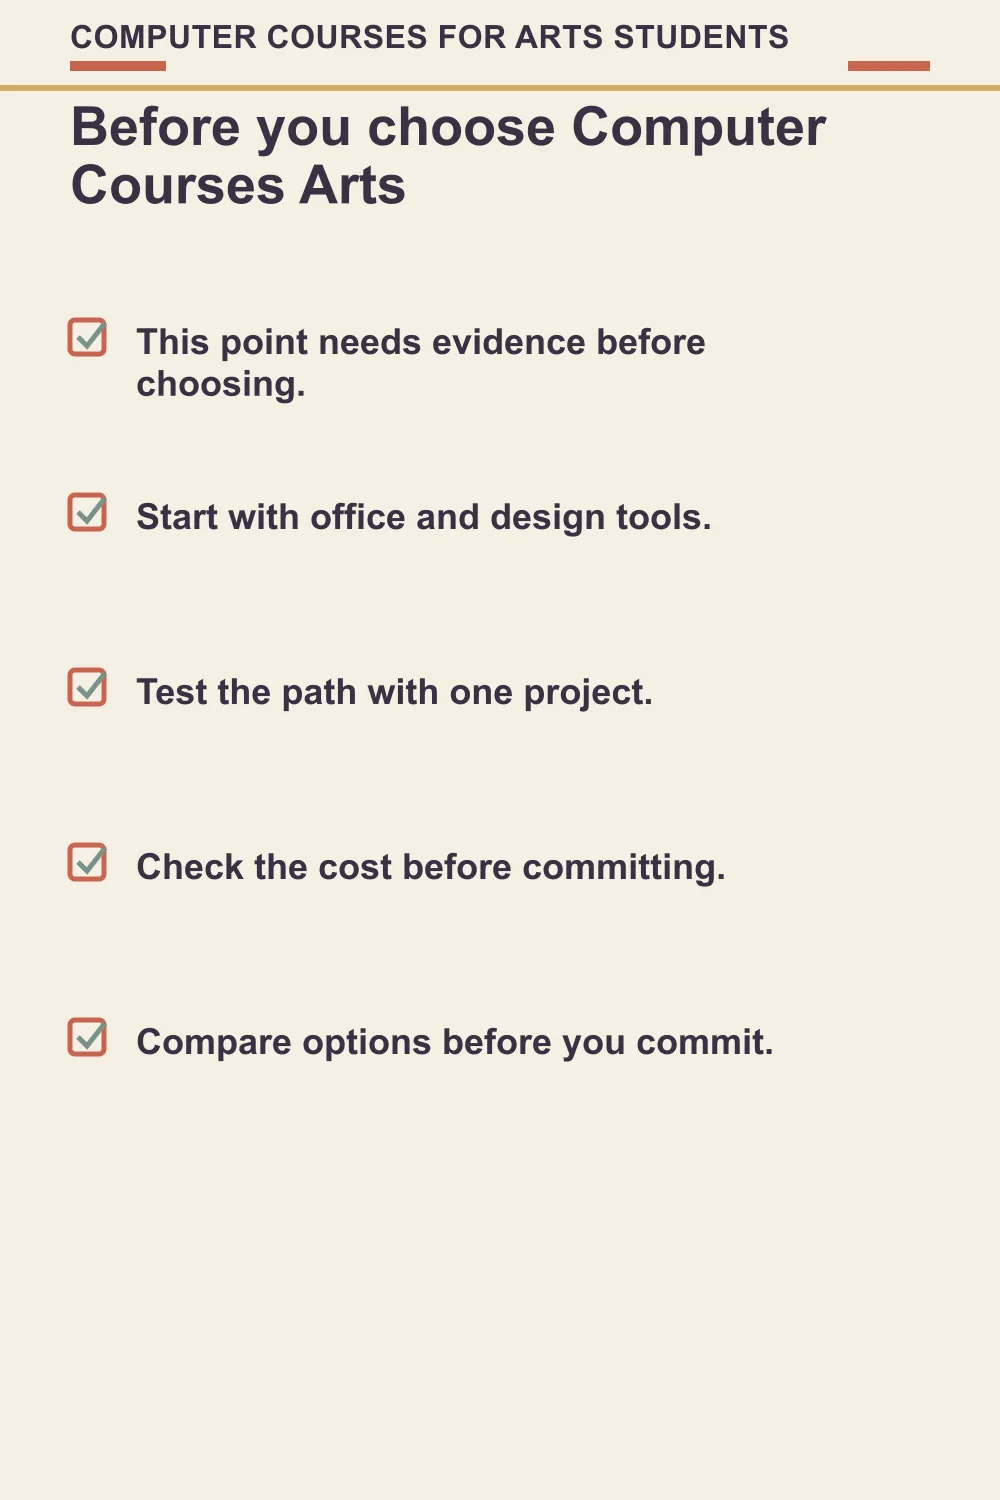 COMPUTER COURSES FOR ARTS STUDENTS
Before you choose Computer
Courses Arts
This point needs evidence before
choosing.
Start with office and design tools.
Test the path with one project.
Check the cost before committing.
Compare options before you commit.